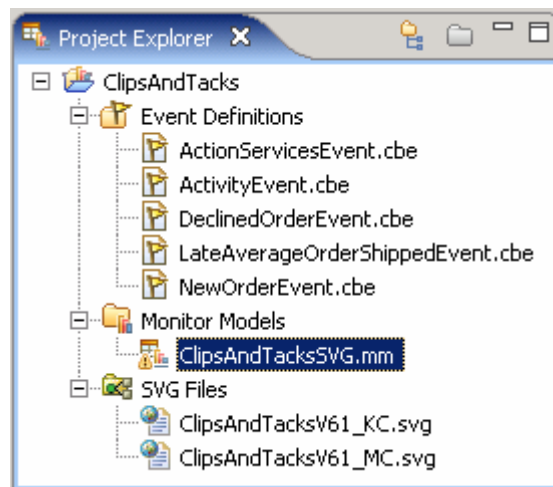 Project Explorer
ClipsAndTacks
Event Definitions
ActionServicesEvent.cbe
ActivityEvent.cbe
DeclinedOrderEvent.cbe
LateAverageOrderShippedEvent.cbe
NewOrderEvent.cbe
Monitor Models
ClipsAndTacksSVG.mm
SVG Files
ClipsAndTacksV61_KC.svg
ClipsAndTacksV61_MC.svg